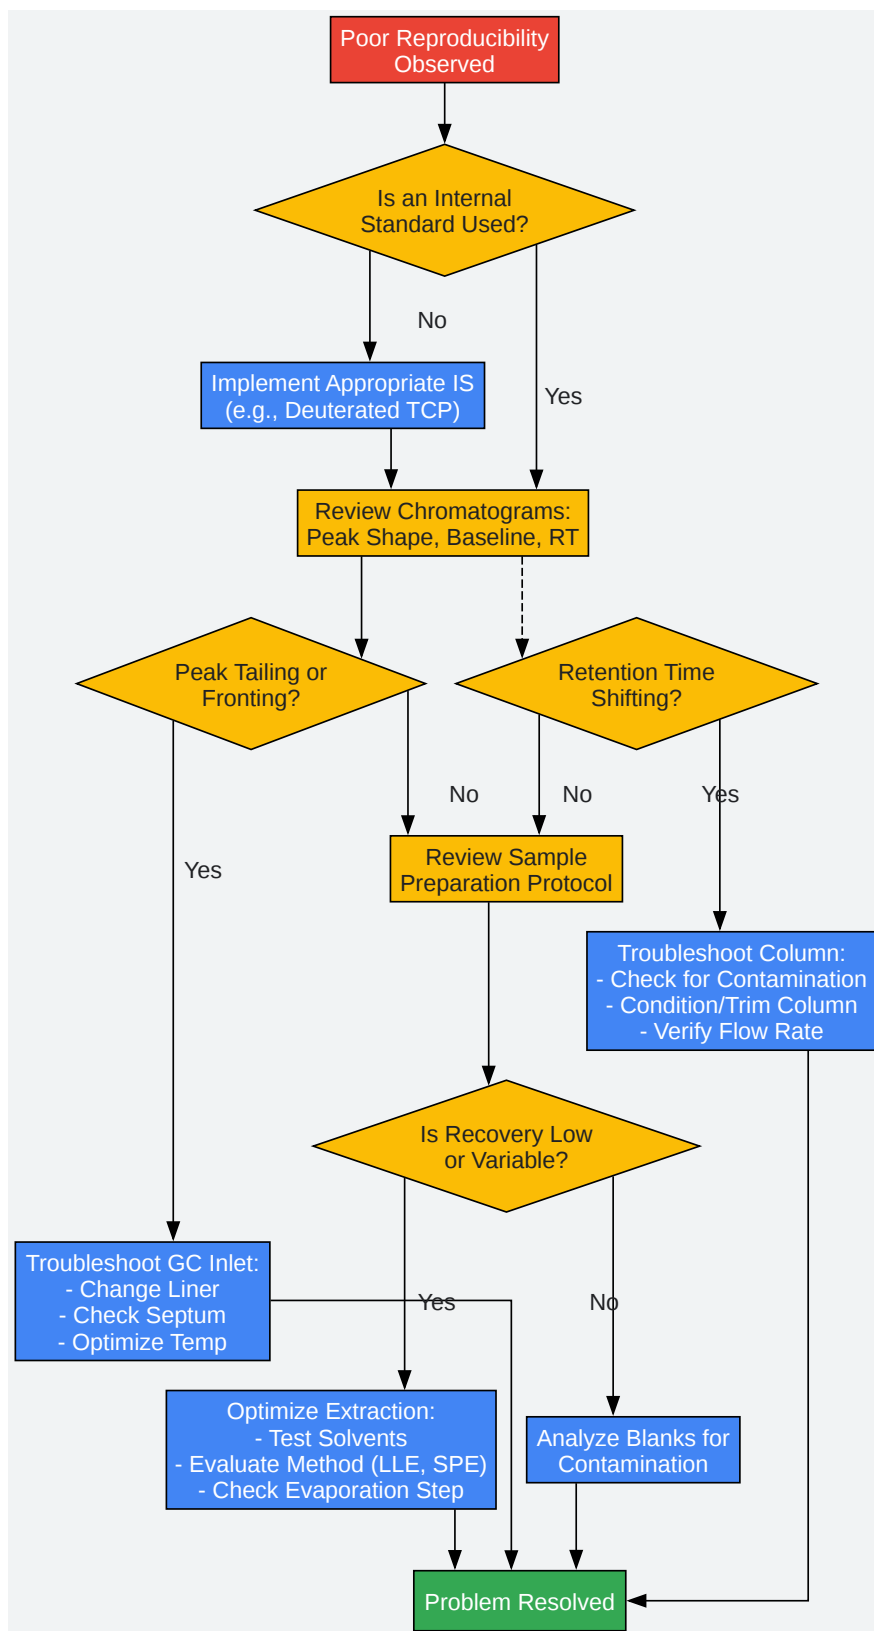 Poor Reproducibility
Observed
Is an Internal
Standard Used?
No
Implement Appropriate IS
(e.g., Deuterated TCP)
Yes
Review Chromatograms:
Peak Shape, Baseline, RT
Peak Tailing or
Fronting?
Retention Time
Shifting?
No
No
Yes
Review Sample
Preparation Protocol
Yes
Troubleshoot Column:
- Check for Contamination
- Condition/Trim Column
- Verify Flow Rate
Is Recovery Low
or Variable?
Troubleshoot GC Inlet:
- Change Liner
- Check Septum
- Optimize Temp
Yes
No
Optimize Extraction:
- Test Solvents
- Evaluate Method (LLE, SPE)
- Check Evaporation Step
Analyze Blanks for
Contamination
Problem Resolved